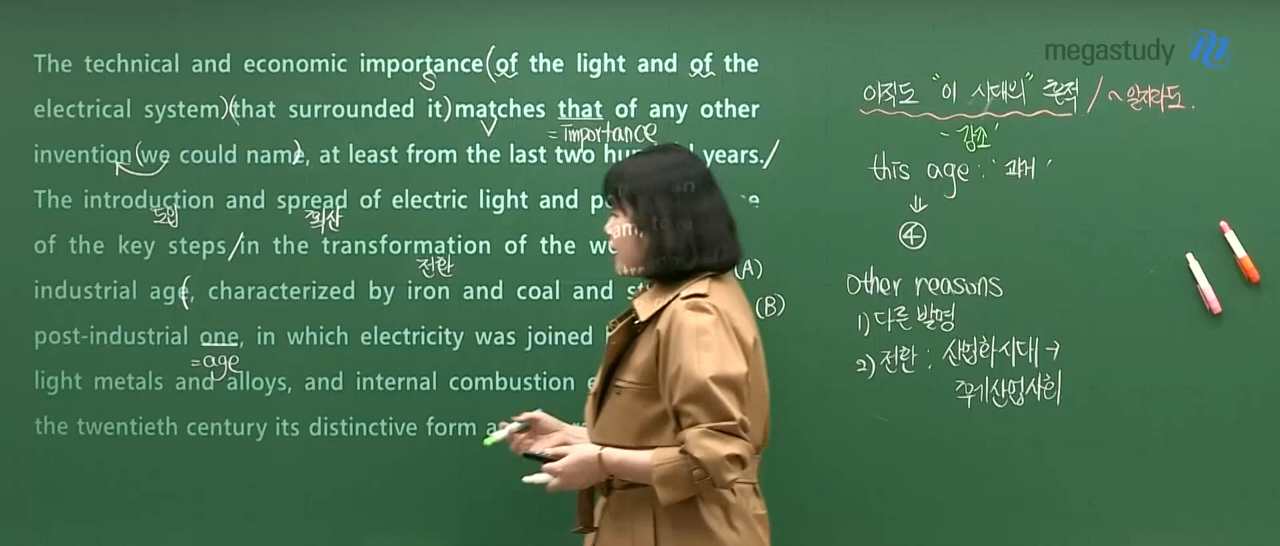 megastudy
The technical and economic importance (of the light and of the
S
electrical system) (that surrounded it) matches that of any other
V
= importance
invention (we could name), at least from the last two years. /
The introduction and spread of electric light and
도입 확산
of the key steps / in the transformation of the
전환
industrial age (, characterized by iron and coal and (A)
(B)
post-industrial one, in which electricity was joined
= age
light metals and alloys, and internal combustion
the twentieth century its distinctive form
아직도 "이 시대의" 흔적 / ~일지라도.
- 감소
this age : '과거'
④
Other reasons
1) 다른 발명
2) 전환 : 산업화시대 →
후기산업사회